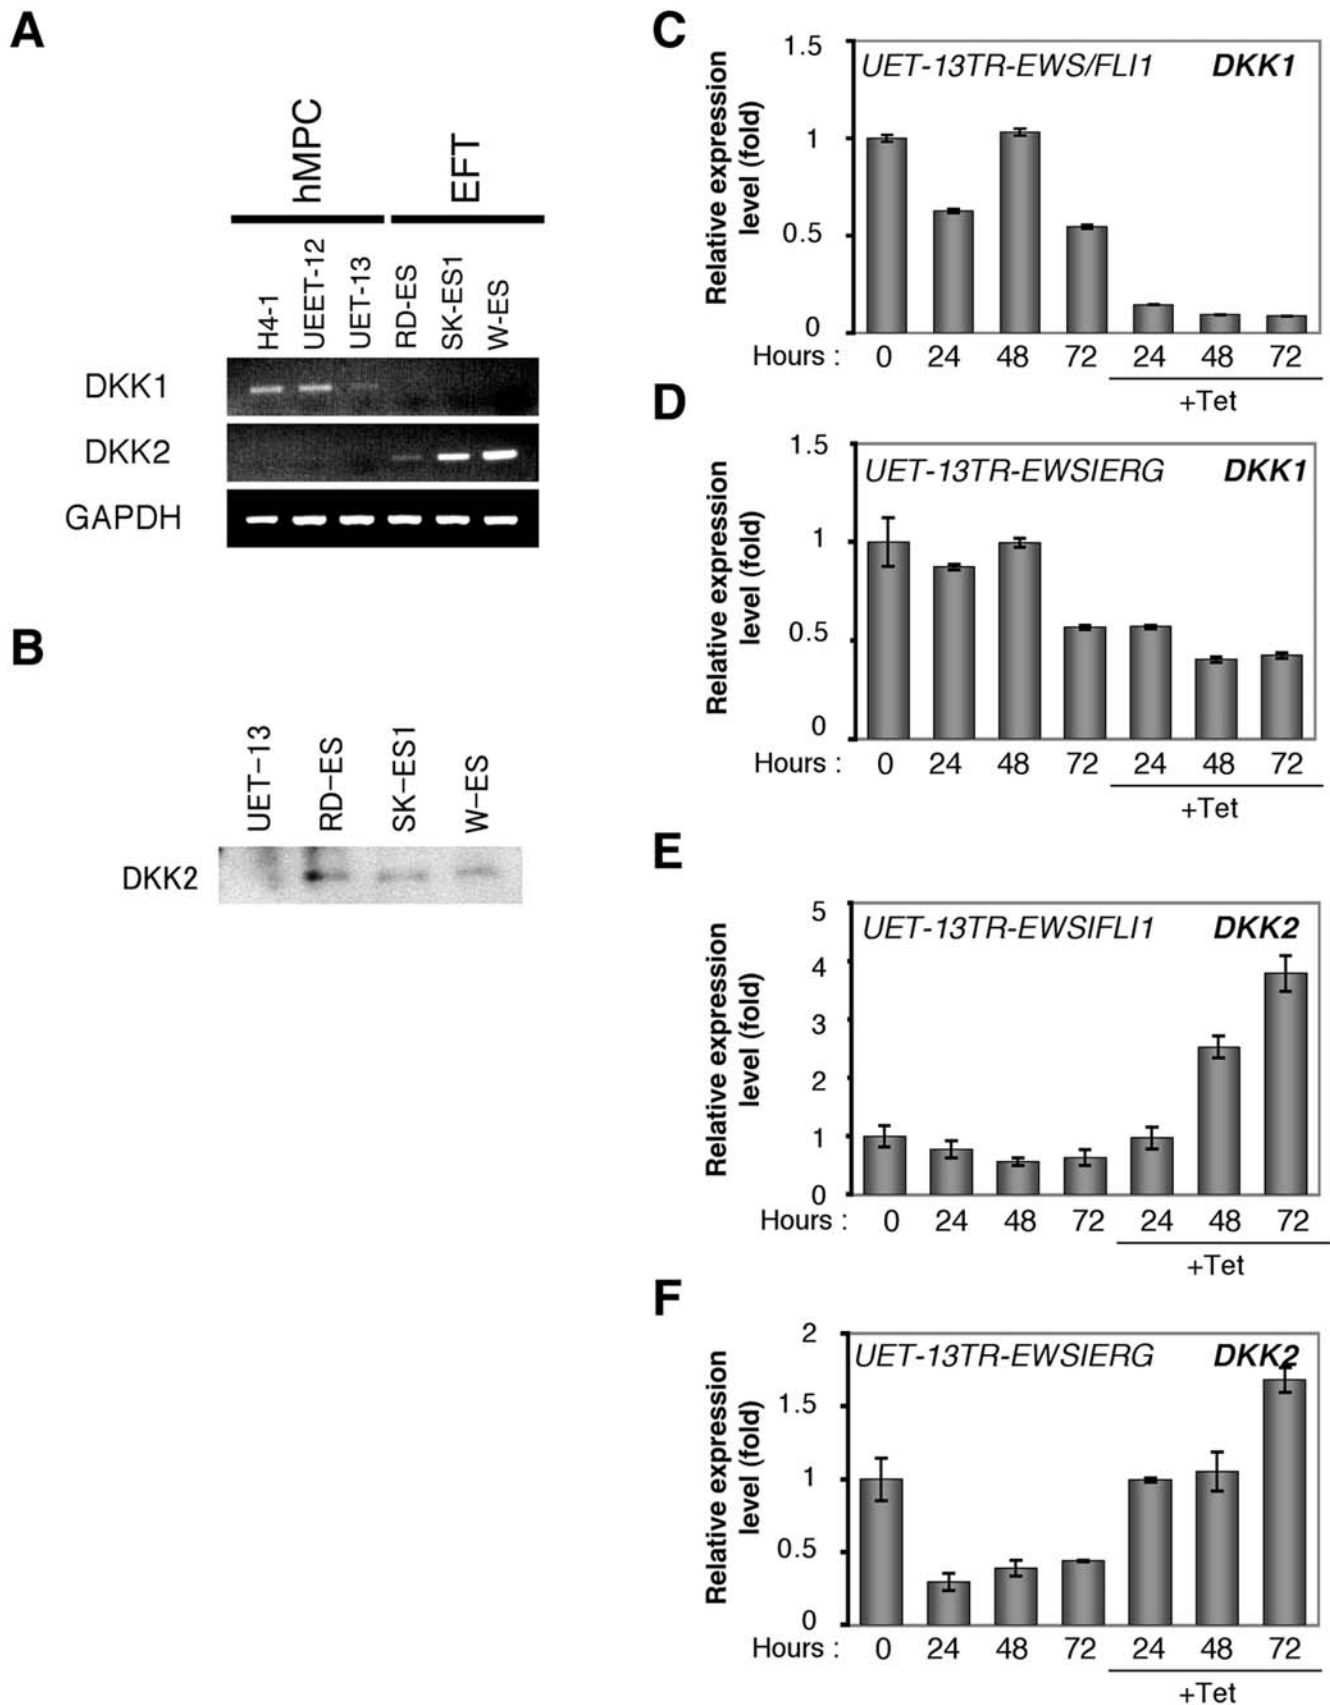 A
hMPC
EFT
H4-1
UEET-12
UET-13
RD-ES
SK-ES1
W-ES
DKK1
DKK2
GAPDH
B
UET-13
RD-ES
SK-ES1
W-ES
DKK2
C
Relative expression
level (fold)
1.5
1
0.5
0
UET-13TR-EWS/FLI1 DKK1
Hours : 0 24 48 72 24 48 72
+Tet
D
Relative expression
level (fold)
1.5
1
0.5
0
UET-13TR-EWSIERG DKK1
Hours : 0 24 48 72 24 48 72
+Tet
E
Relative expression
level (fold)
5
4
3
2
1
0
UET-13TR-EWSIFLI1 DKK2
Hours : 0 24 48 72 24 48 72
+Tet
F
Relative expression
level (fold)
2
1.5
1
0.5
0
UET-13TR-EWSIERG DKK2
Hours : 0 24 48 72 24 48 72
+Tet